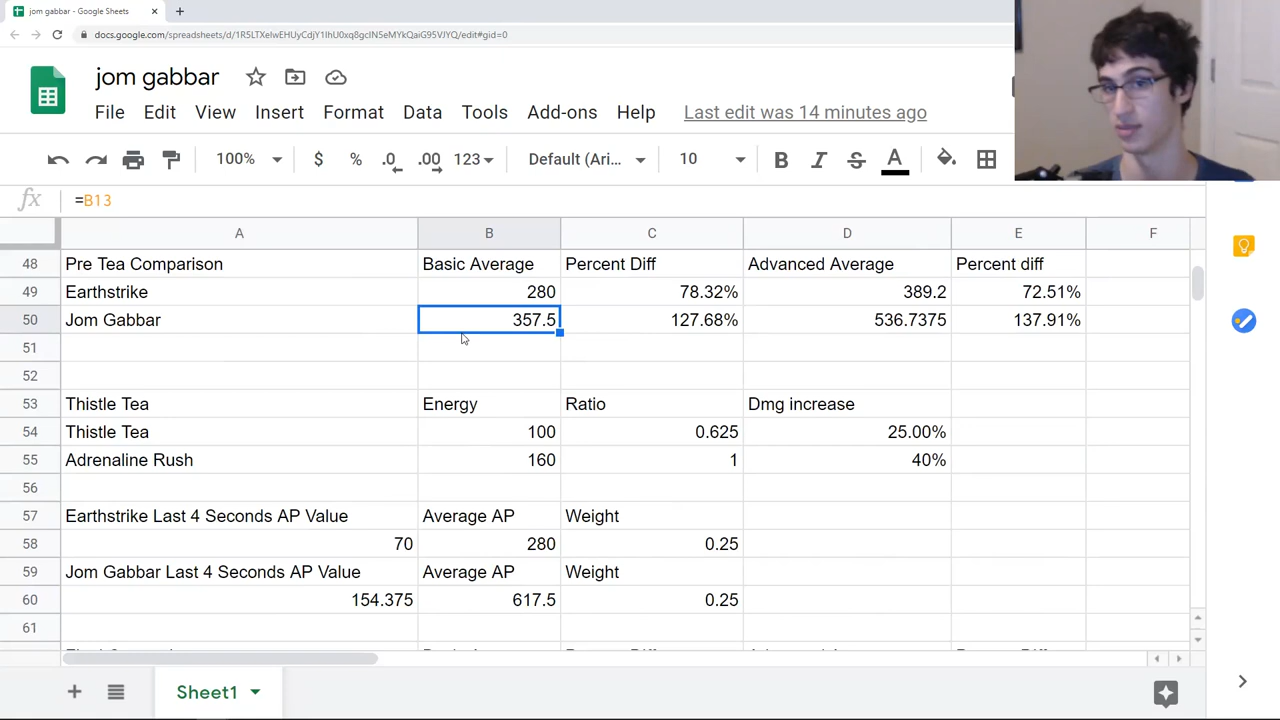 jom gabbar - Google Sheets
docs.google.com/spreadsheets/d/1R5LTXelwEHUyCdjY1IhU0xq8gcIN5eMYkQaiG95VJYQ/edit#gid=0
jom gabbar
File Edit View Insert Format Data Tools Add-ons Help Last edit was 14 minutes ago
100% $ % .0 .00 123 Default (Ari... 10 B I S A
fx =B13
A B C D E F
48 Pre Tea Comparison Basic Average Percent Diff Advanced Average Percent diff
49 Earthstrike 280 78.32% 389.2 72.51%
50 Jom Gabbar 357.5 127.68% 536.7375 137.91%
51
52
53 Thistle Tea Energy Ratio Dmg increase
54 Thistle Tea 100 0.625 25.00%
55 Adrenaline Rush 160 1 40%
56
57 Earthstrike Last 4 Seconds AP Value Average AP Weight
58 70 280 0.25
59 Jom Gabbar Last 4 Seconds AP Value Average AP Weight
60 154.375 617.5 0.25
61
Sheet1